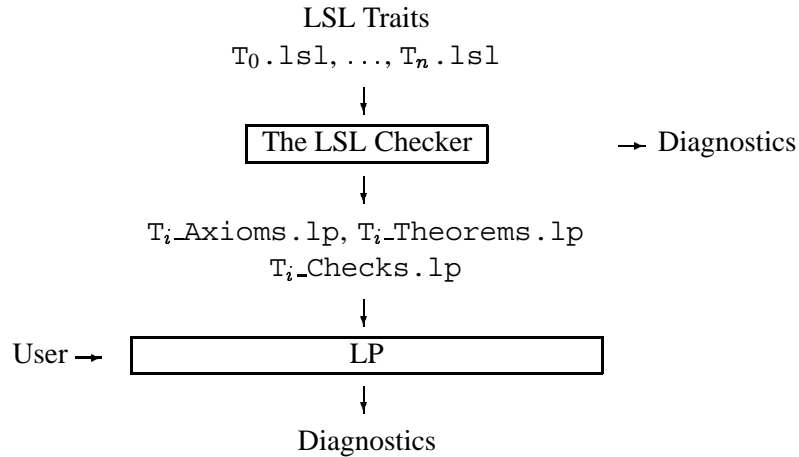 LSL Traits
T₀.lsl, ..., Tₙ.lsl
The LSL Checker → Diagnostics
Tᵢ_Axioms.lp, Tᵢ_Theorems.lp
Tᵢ_Checks.lp
User → LP
Diagnostics